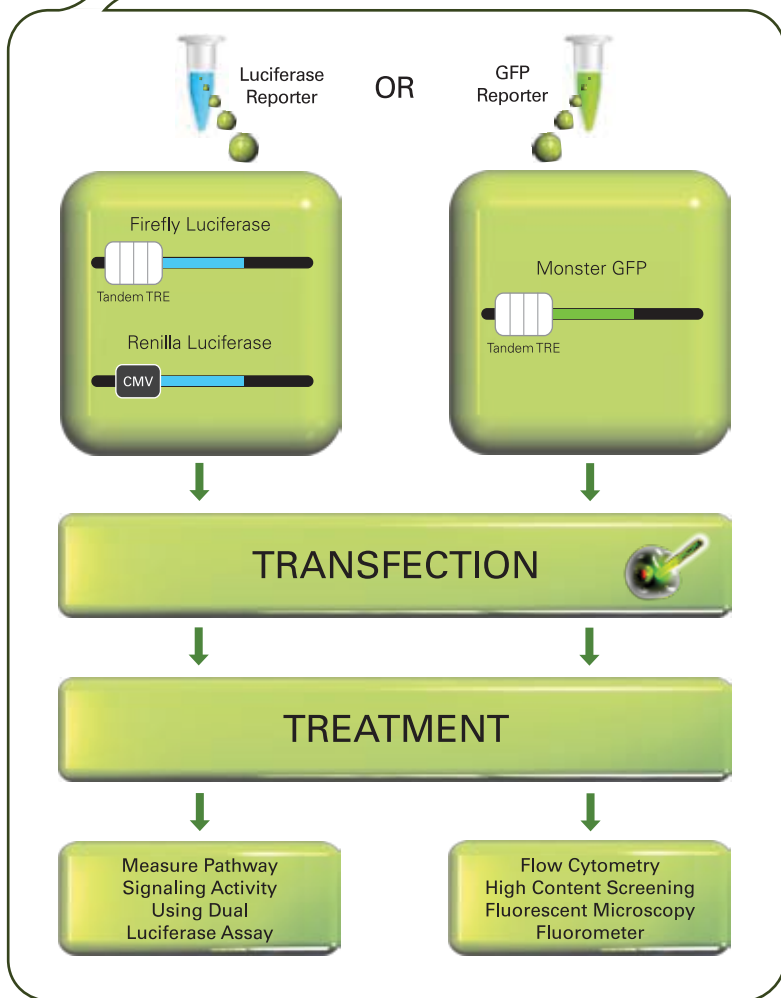 Luciferase
Reporter
OR
GFP
Reporter
Firefly Luciferase
Tandem TRE
Renilla Luciferase
CMV
Monster GFP
Tandem TRE
TRANSFECTION
TREATMENT
Measure Pathway
Signaling Activity
Using Dual
Luciferase Assay
Flow Cytometry
High Content Screening
Fluorescent Microscopy
Fluorometer